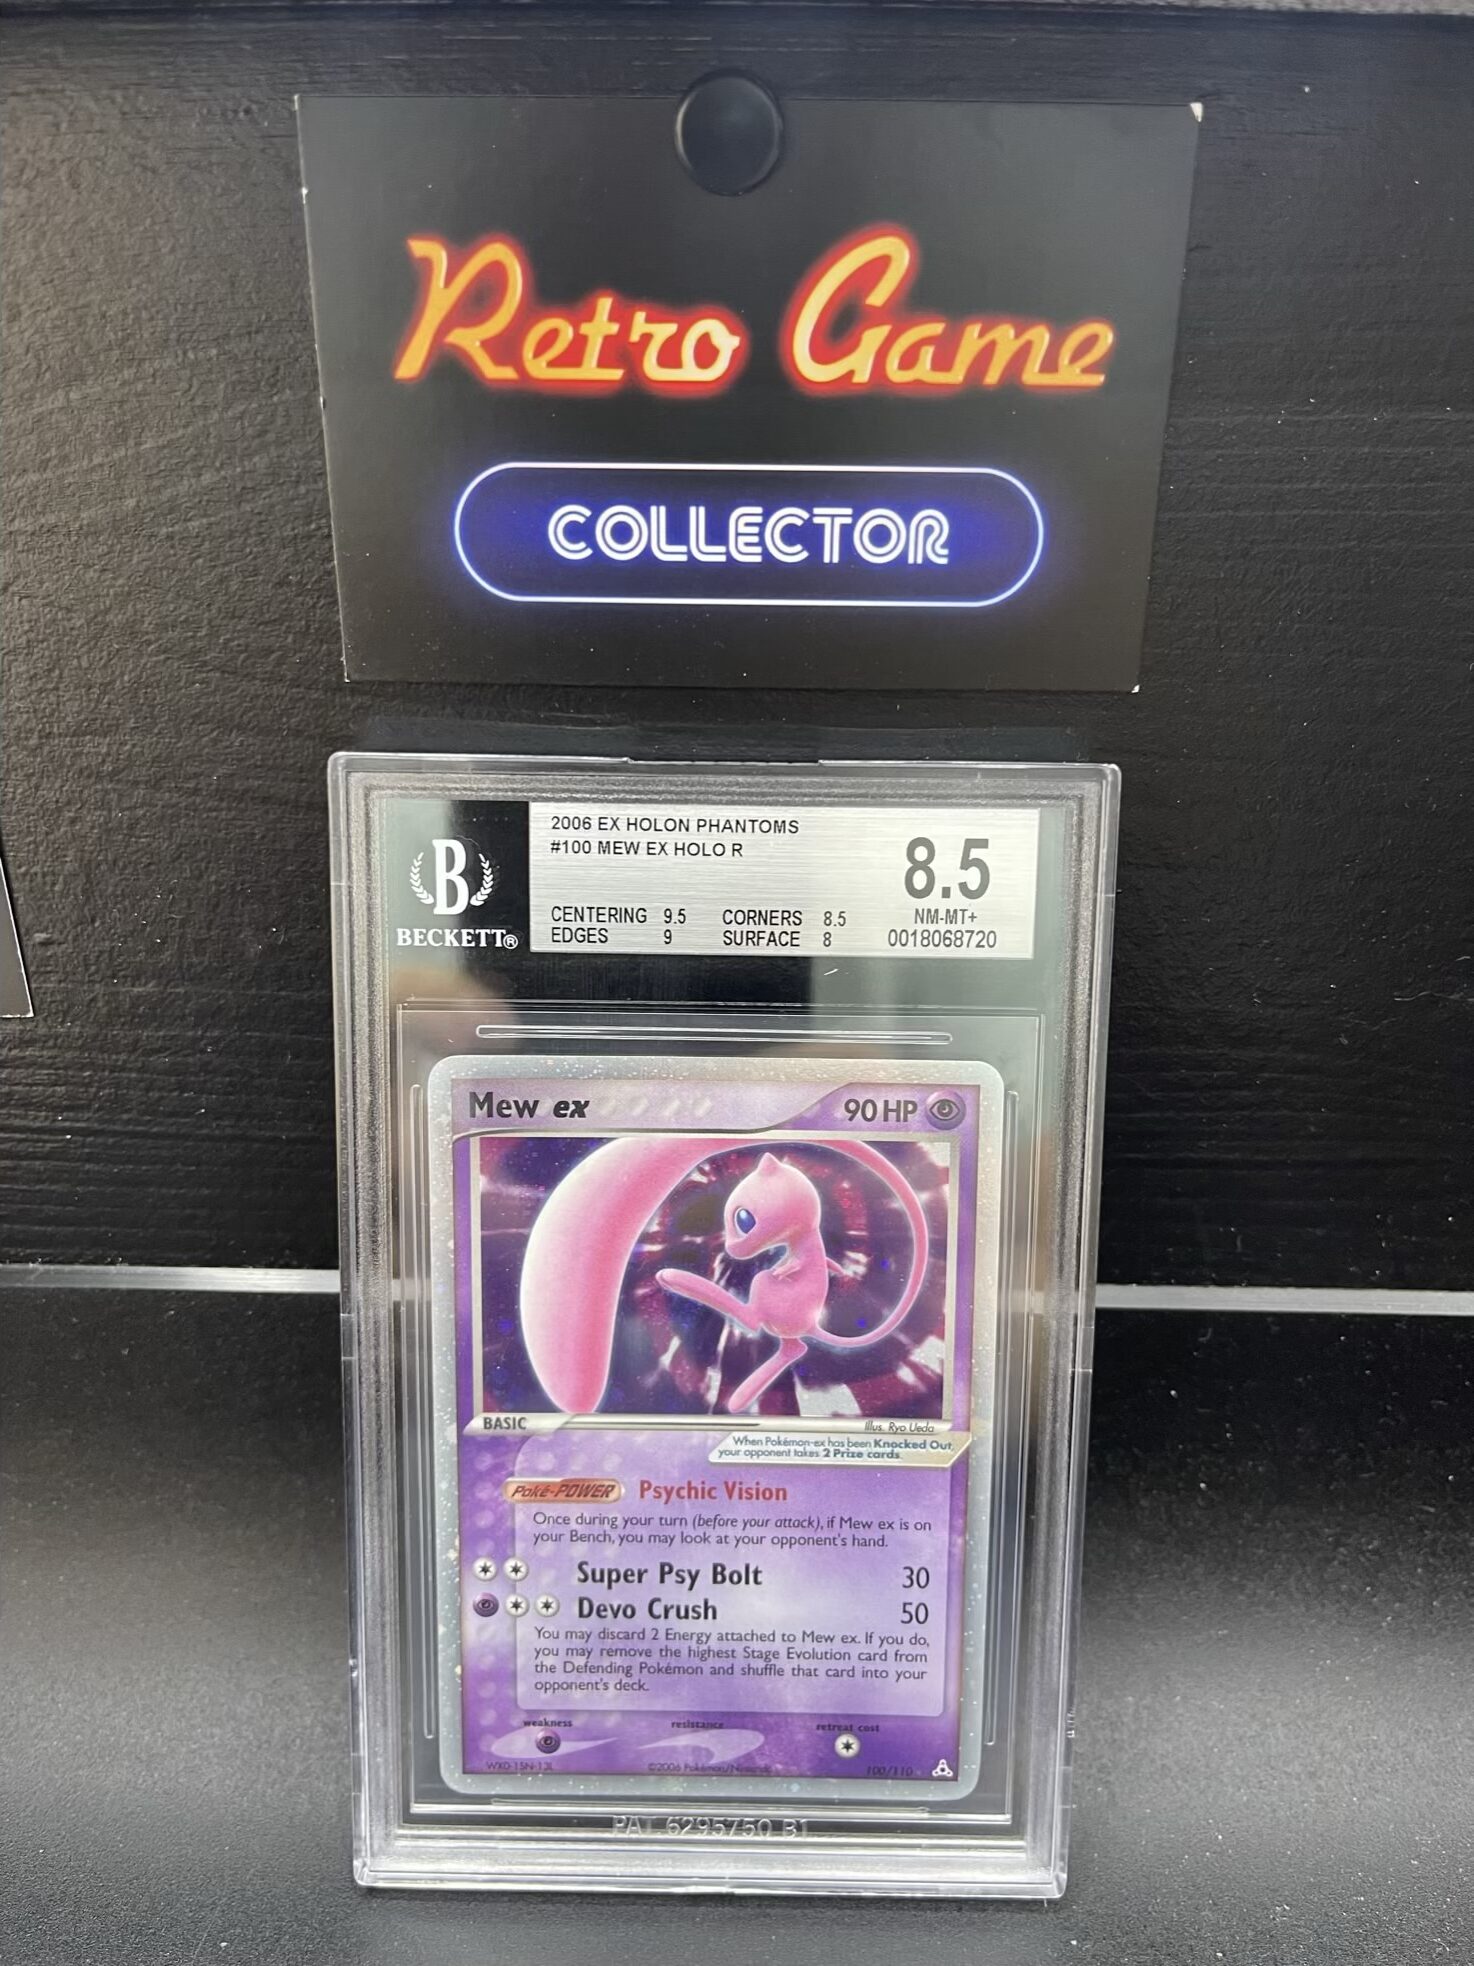 Retro Game
COLLECTOR
2006 EX HOLON PHANTOMS
#100 MEW EX HOLO R
8.5
CENTERING 9.5 CORNERS 8.5 NM-MT+
EDGES 9 SURFACE 8 0018068720
B
BECKETT®
Mew ex 90 HP
BASIC
Illus. Ryo Ueda
When Pokémon-ex has been Knocked Out,
your opponent takes 2 Prize cards.
Poké-POWER Psychic Vision
Once during your turn (before your attack), if Mew ex is on
your Bench, you may look at your opponent's hand.
Super Psy Bolt 30
Devo Crush 50
You may discard 2 Energy attached to Mew ex. If you do,
you may remove the highest Stage Evolution card from
the Defending Pokémon and shuffle that card into your
opponent's deck.
weakness resistance retreat cost
WXD-15N-13L ©2006 Pokémon/Nintendo 100/110
PAT 6295750 B1